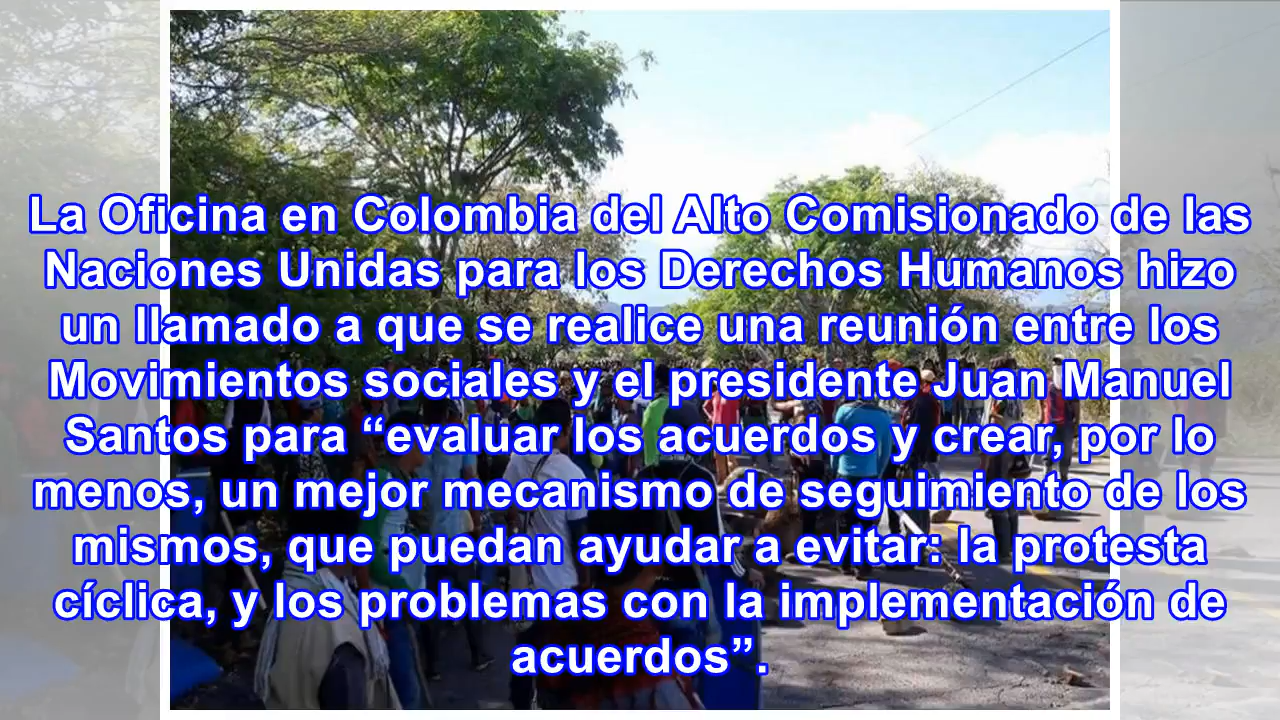 La Oficina en Colombia del Alto Comisionado de las
Naciones Unidas para los Derechos Humanos hizo
un llamado a que se realice una reunión entre los
Movimientos sociales y el presidente Juan Manuel
Santos para “evaluar los acuerdos y crear, por lo
menos, un mejor mecanismo de seguimiento de los
mismos, que puedan ayudar a evitar: la protesta
cíclica, y los problemas con la implementación de
acuerdos”.